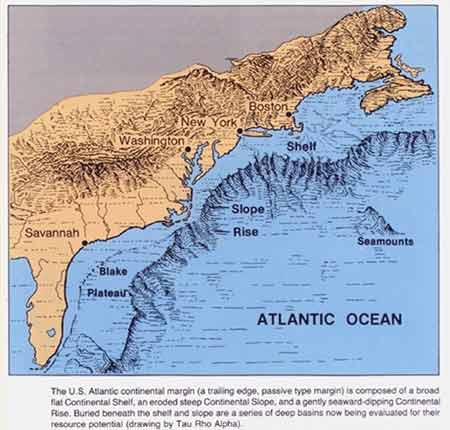 Boston
New York
Washington
Shelf
Slope
Savannah
Rise
Seamounts
Blake
Plateau
ATLANTIC OCEAN
The U.S. Atlantic continental margin (a trailing edge, passive type margin) is composed of a broad
flat Continental Shelf, an eroded steep Continental Slope, and a gently seaward-dipping Continental
Rise. Buried beneath the shelf and slope are a series of deep basins now being evaluated for their
resource potential (drawing by Tau Rho Alpha).